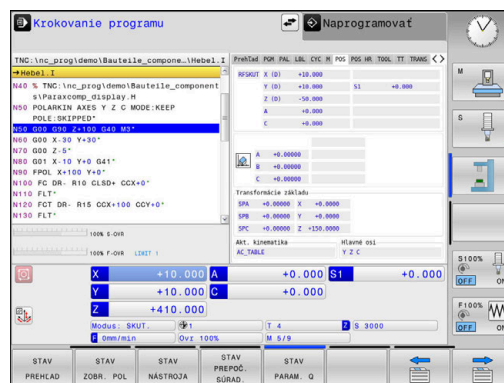 Krokovanie programu
Naprogramovať
TNC:\nc_prog\demo\Bauteile_compone…\Hebel.I
→Hebel.I
N40 % TNC:\nc_prog\demo\Bauteile_component
s\Paraxcomp_display.H
N50 POLARKIN AXES Y Z C MODE:KEEP
POLE:SKIPPED*
N50 G00 G90 Z+100 G40 M3*
N60 G00 X-30 Y+30*
N70 G00 Z-5*
N80 G01 X-10 Y+0 G41*
N90 FPOL X+100 Y+0*
N100 FC DR- R10 CLSD+ CCX+0*
N110 FLT*
N120 FCT DR- R15 CCX+100 CCY+0*
N130 FLT*
100% S-OVR
100% F-OVR LIMIT 1
Prehľad PGM PAL LBL CYC M POS POS HR TOOL TT TRANS
RFSKUT X (D) +10.000
Y (D) +10.000 S1 +0.000
Z (D) -50.000
A +0.000
C +0.000
A +0.00000
B +0.00000
C +0.00000
Transformácie základu
SPA +0.00000 X +0.0000
SPB +0.00000 Y +0.0000
SPC +0.00000 Z +150.0000
Akt. kinematika Hlavné osi
AC_TABLE Y Z C
X +10.000 A +0.000 S1 +0.000
Y +10.000 C +0.000
Z +410.000
Modus: SKUT. 1 T 4 Z S 3000
F 0mm/min Ovr 100% M 5/9
M
S
S100%
OFF ON
F100%
OFF ON
STAV
PREHĽAD
STAV
ZOBR. POL
STAV
NÁSTROJA
STAV
PREPOČ.
SÚRAD.
STAV
PARAM. Q